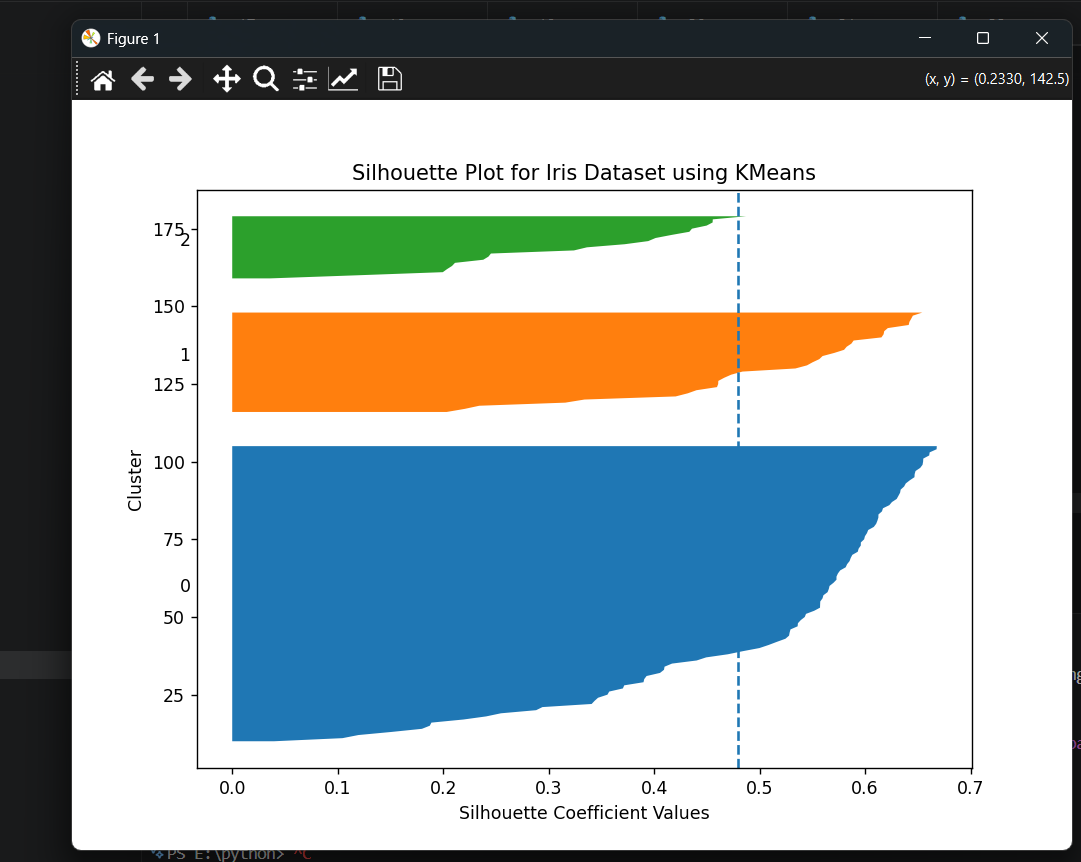 Figure 1
(x, y) = (0.2330, 142.5)
Silhouette Plot for Iris Dataset using KMeans
175
2
150
1
125
100
Cluster
75
0
50
25
0.0 0.1 0.2 0.3 0.4 0.5 0.6 0.7
Silhouette Coefficient Values
PS E:\python> ^C